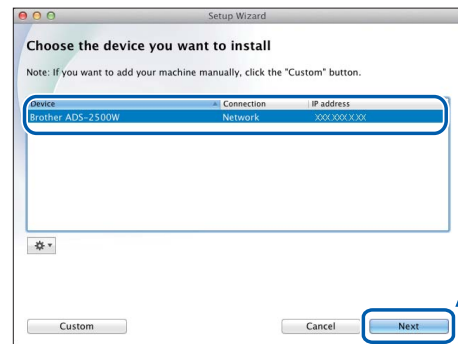 Setup Wizard
Choose the device you want to install
Note: If you want to add your machine manually, click the "Custom" button.
Device Connection IP address
Brother ADS-2500W Network XXX.XXX.X.XX
Custom Cancel Next